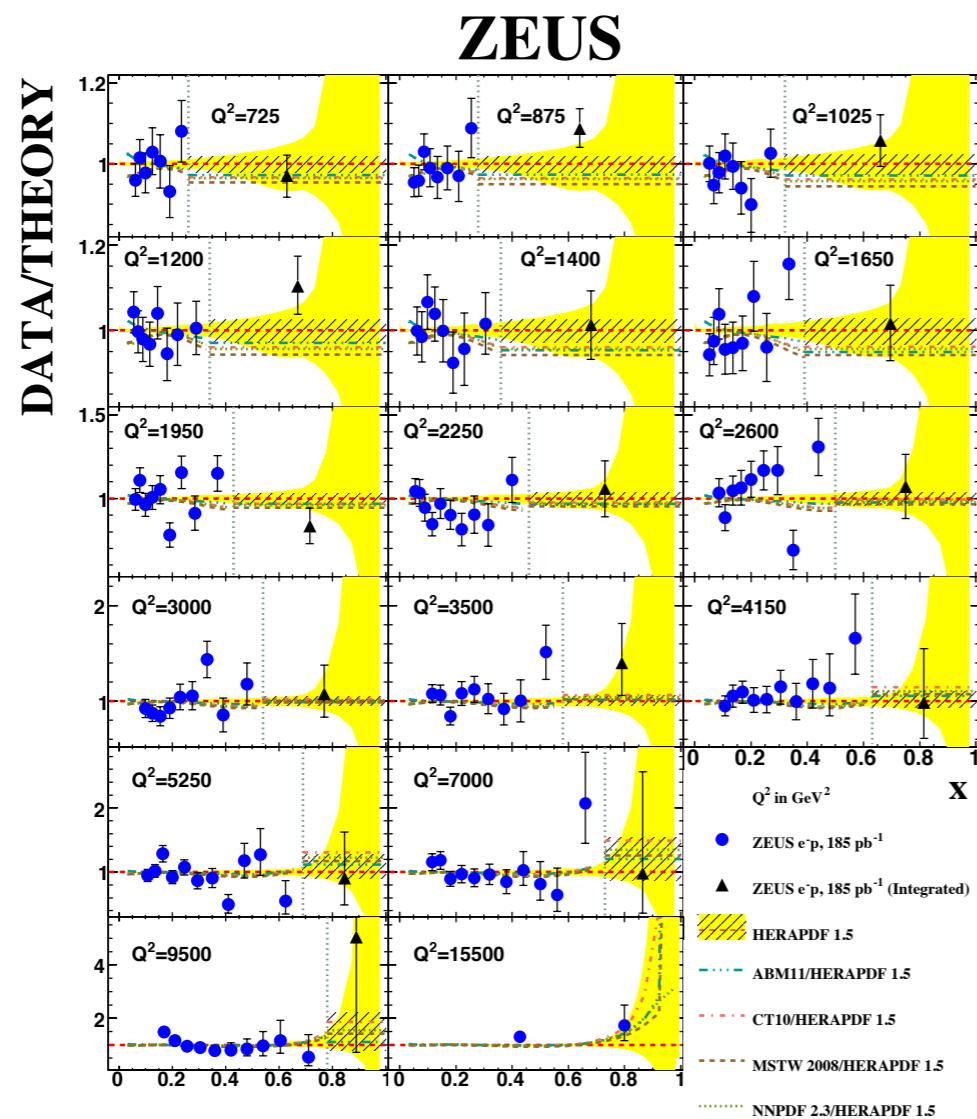 ZEUS
DATA/THEORY
1.2
1
Q²=725
Q²=875
Q²=1025
1.2
1
Q²=1200
Q²=1400
Q²=1650
1.5
1
Q²=1950
Q²=2250
Q²=2600
2
1
Q²=3000
Q²=3500
Q²=4150
0 0.2 0.4 0.6 0.8 1
x
2
1
Q²=5250
Q²=7000
4
2
Q²=9500
Q²=15500
0 0.2 0.4 0.6 0.8 0 0.2 0.4 0.6 0.8 1
Q² in GeV²
ZEUS e⁻p, 185 pb⁻¹
ZEUS e⁻p, 185 pb⁻¹ (Integrated)
HERAPDF 1.5
ABM11/HERAPDF 1.5
CT10/HERAPDF 1.5
MSTW 2008/HERAPDF 1.5
NNPDF 2.3/HERAPDF 1.5